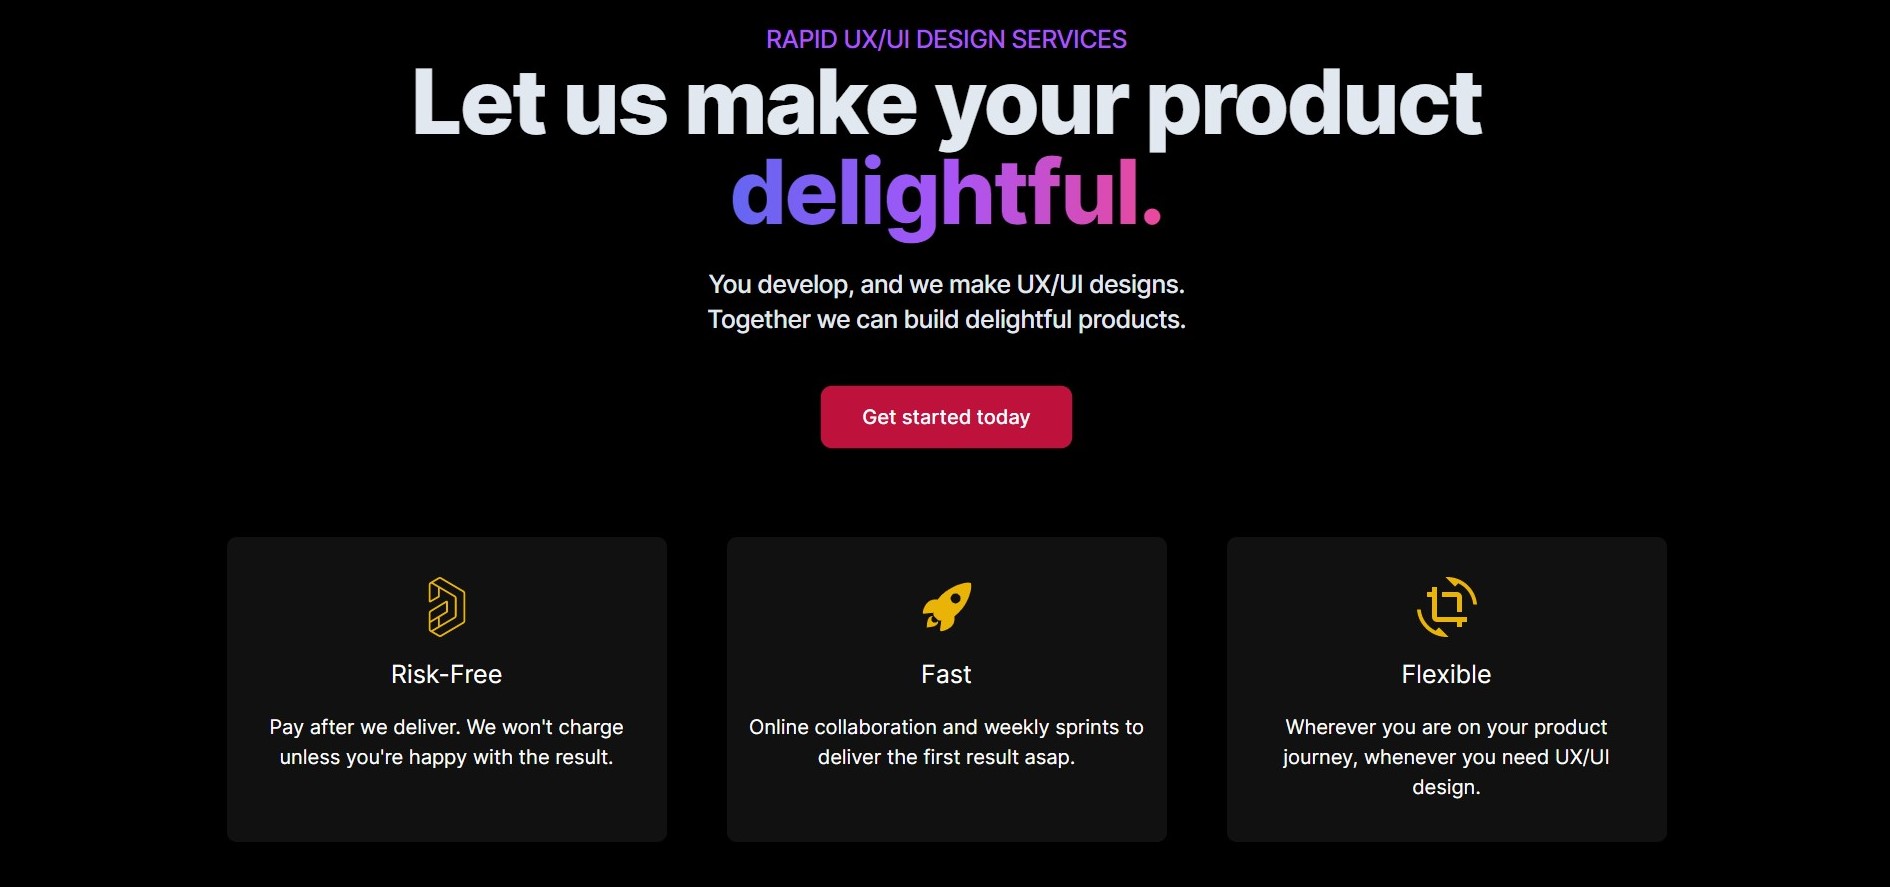 RAPID UX/UI DESIGN SERVICES
Let us make your product
delightful.
You develop, and we make UX/UI designs.
Together we can build delightful products.
Get started today
Risk-Free
Pay after we deliver. We won't charge
unless you're happy with the result.
Fast
Online collaboration and weekly sprints to
deliver the first result asap.
Flexible
Wherever you are on your product
journey, whenever you need UX/UI
design.